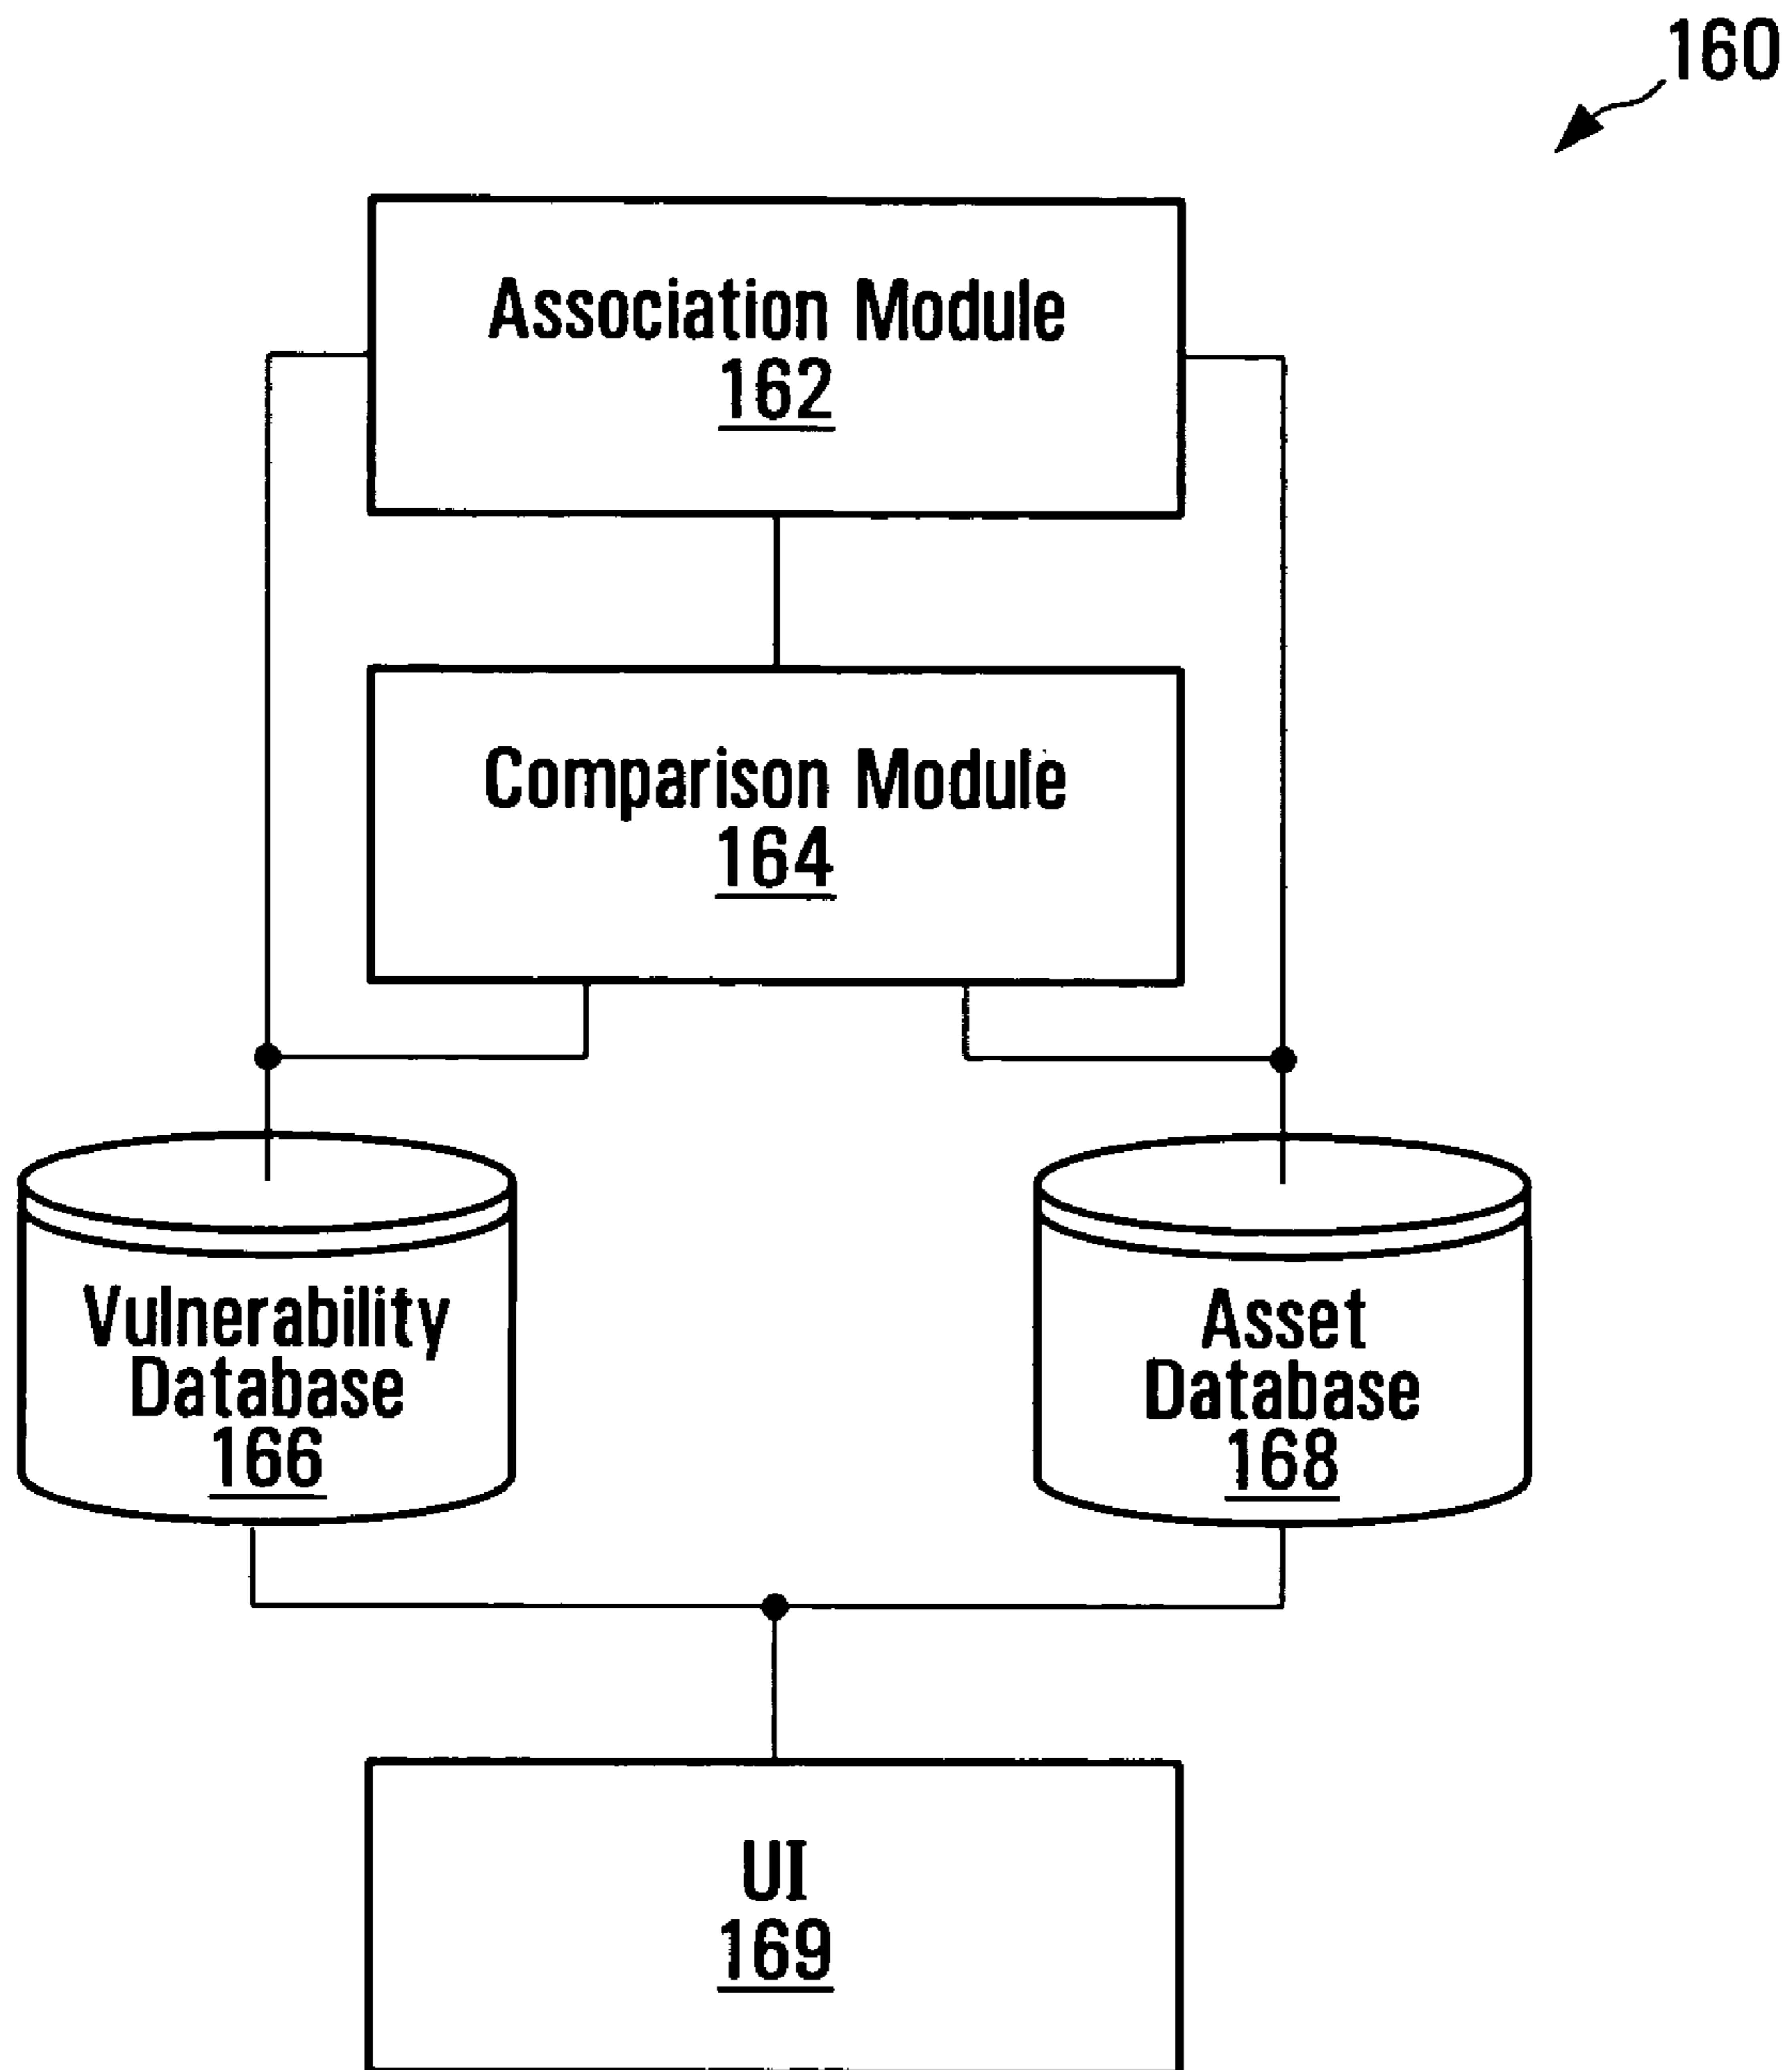 160
Association Module
162
Comparison Module
164
Vulnerability
Database
166
Asset
Database
168
UI
169